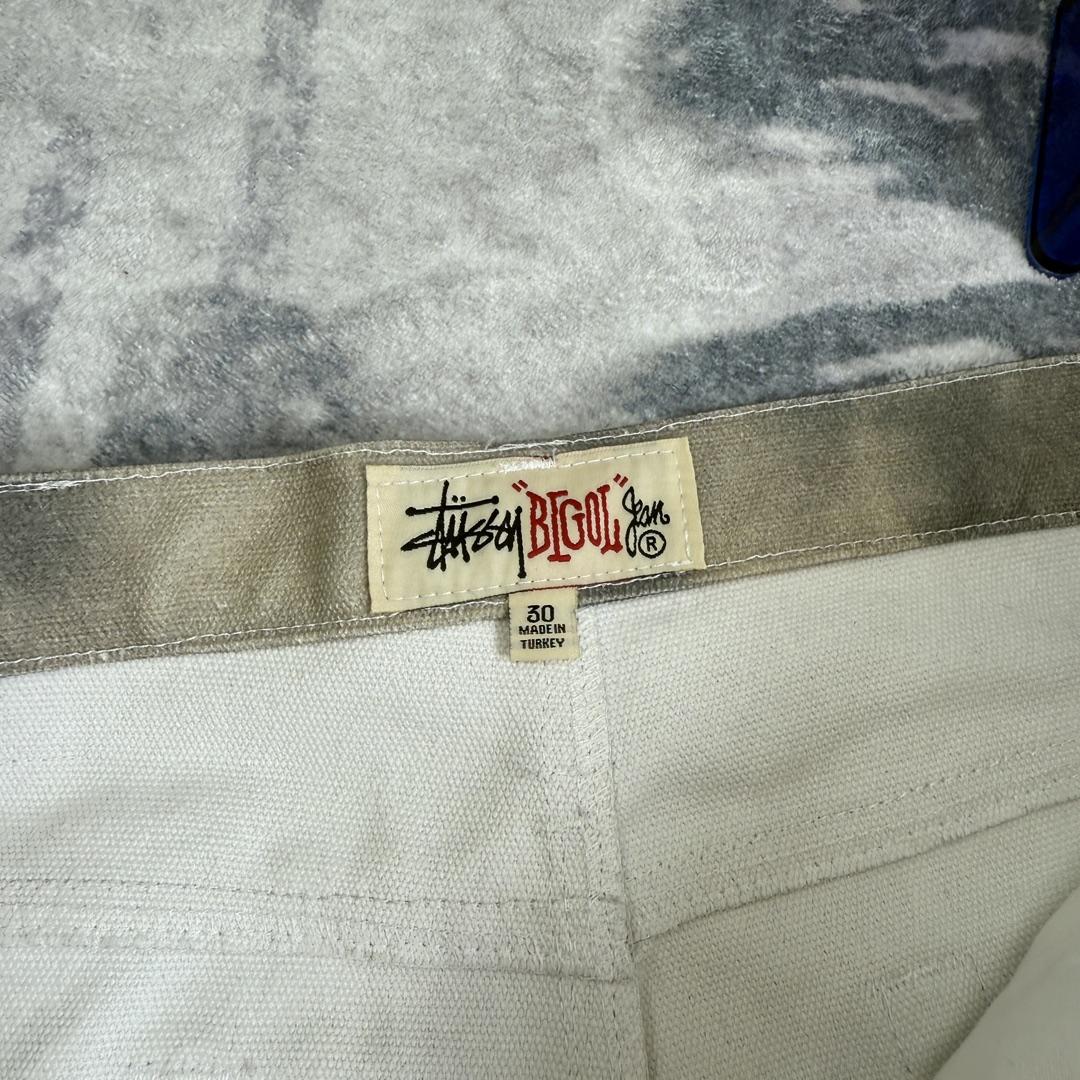 Stüssy "BIGOL" Jean ®
30
MADE IN
TURKEY